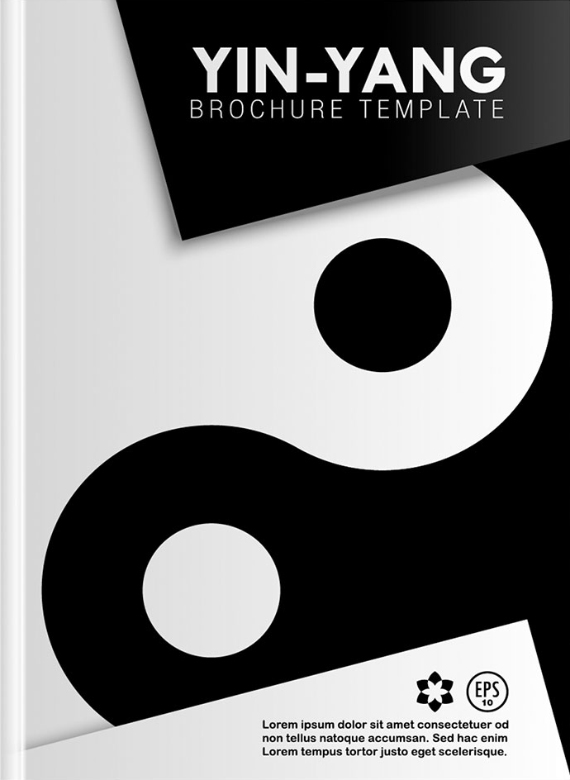 YIN-YANG
BROCHURE TEMPLATE
EPS
10
Lorem ipsum dolor sit amet consectetuer od
non tellus natoque accumsan. Sed hac enim
Lorem tempus tortor justo eget scelerisque.